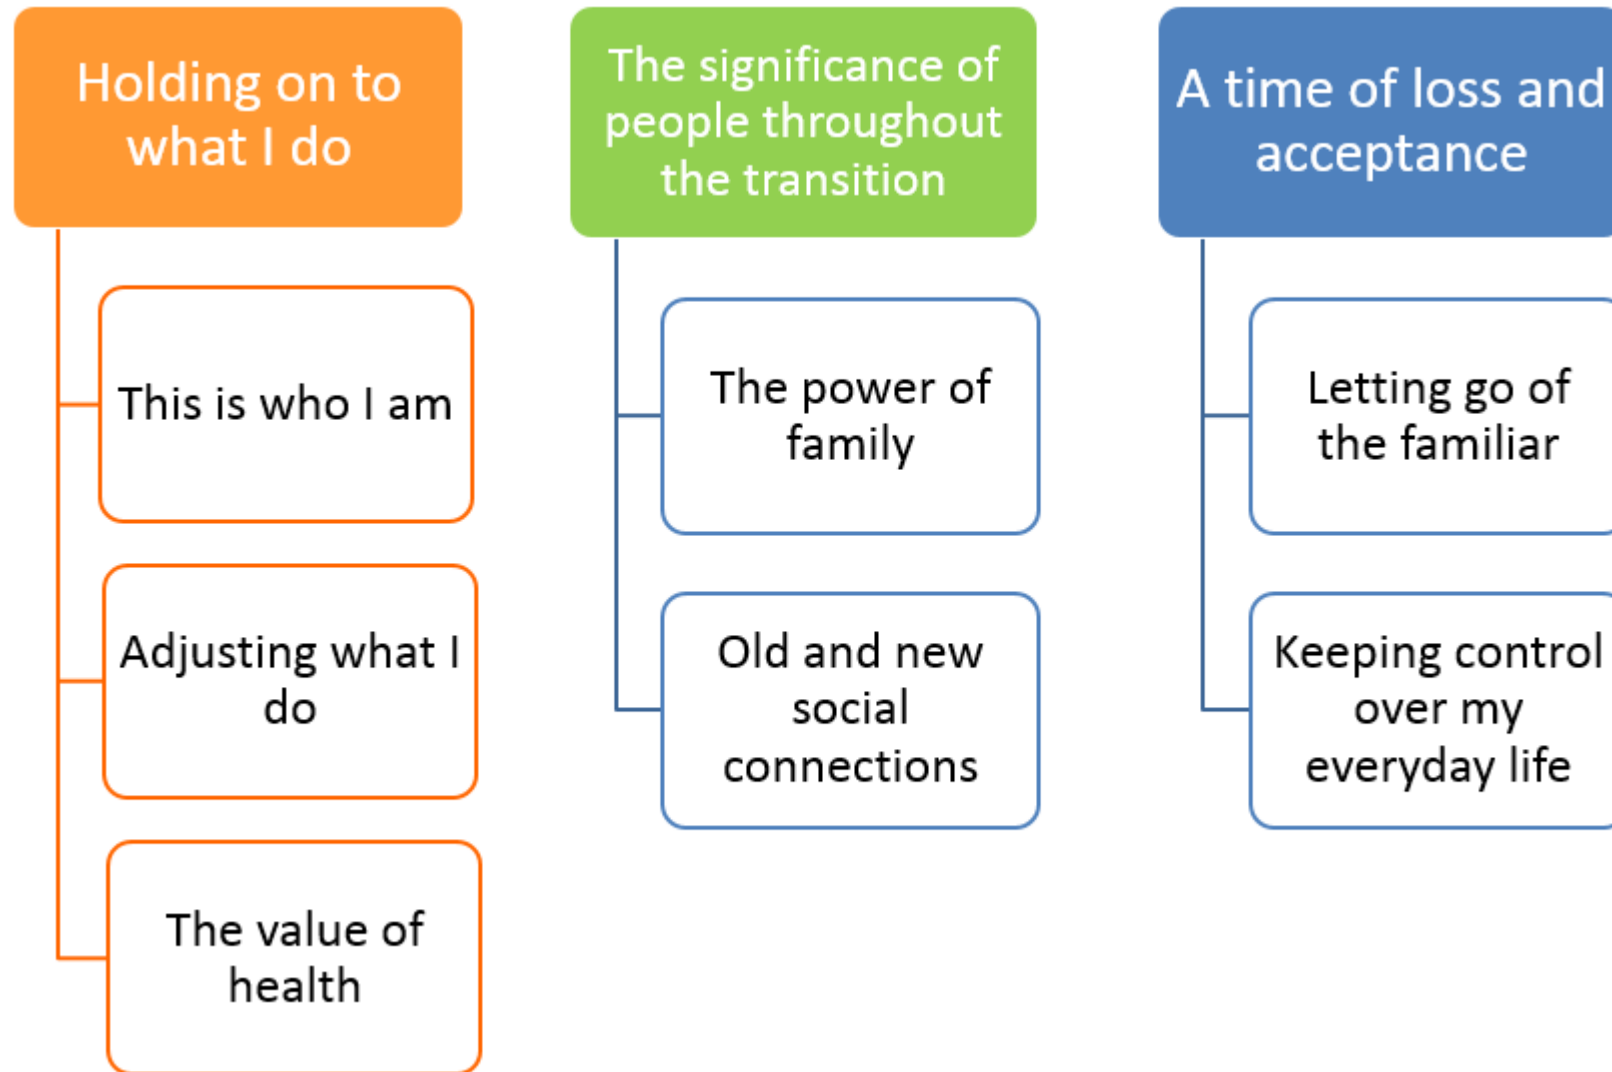 Holding on to
what I do
This is who I am
Adjusting what I
do
The value of
health
The significance of
people throughout
the transition
The power of
family
Old and new
social
connections
A time of loss and
acceptance
Letting go of
the familiar
Keeping control
over my
everyday life